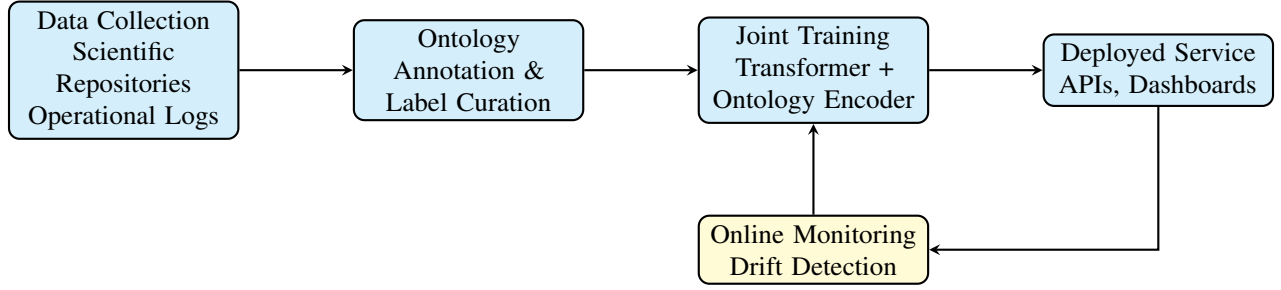 Data Collection
Scientific
Repositories
Operational Logs
Ontology
Annotation &
Label Curation
Joint Training
Transformer +
Ontology Encoder
Deployed Service
APIs, Dashboards
Online Monitoring
Drift Detection